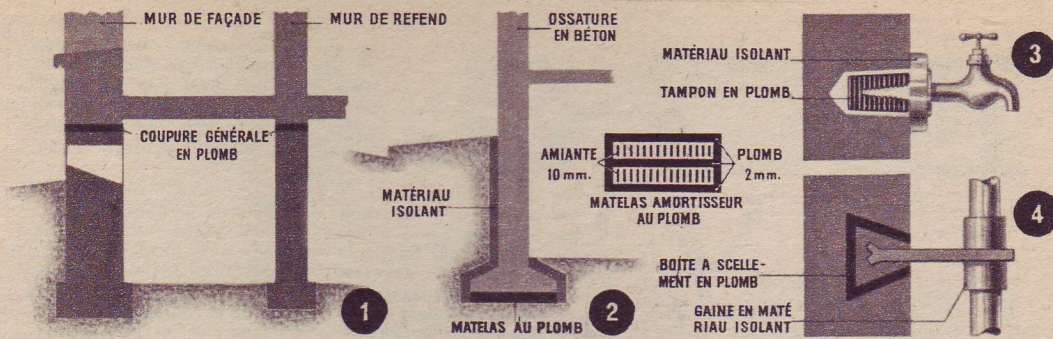 MUR DE FAÇADE
MUR DE REFEND
COUPURE GÉNÉRALE
EN PLOMB
1
OSSATURE
EN BÉTON
MATÉRIAU
ISOLANT
MATELAS AU PLOMB
2
AMIANTE
10 mm.
PLOMB
2 mm.
MATELAS AMORTISSEUR
AU PLOMB
MATÉRIAU ISOLANT
TAMPON EN PLOMB
3
BOITE A SCELLE-
MENT EN PLOMB
GAINE EN MATÉ
RIAU ISOLANT
4